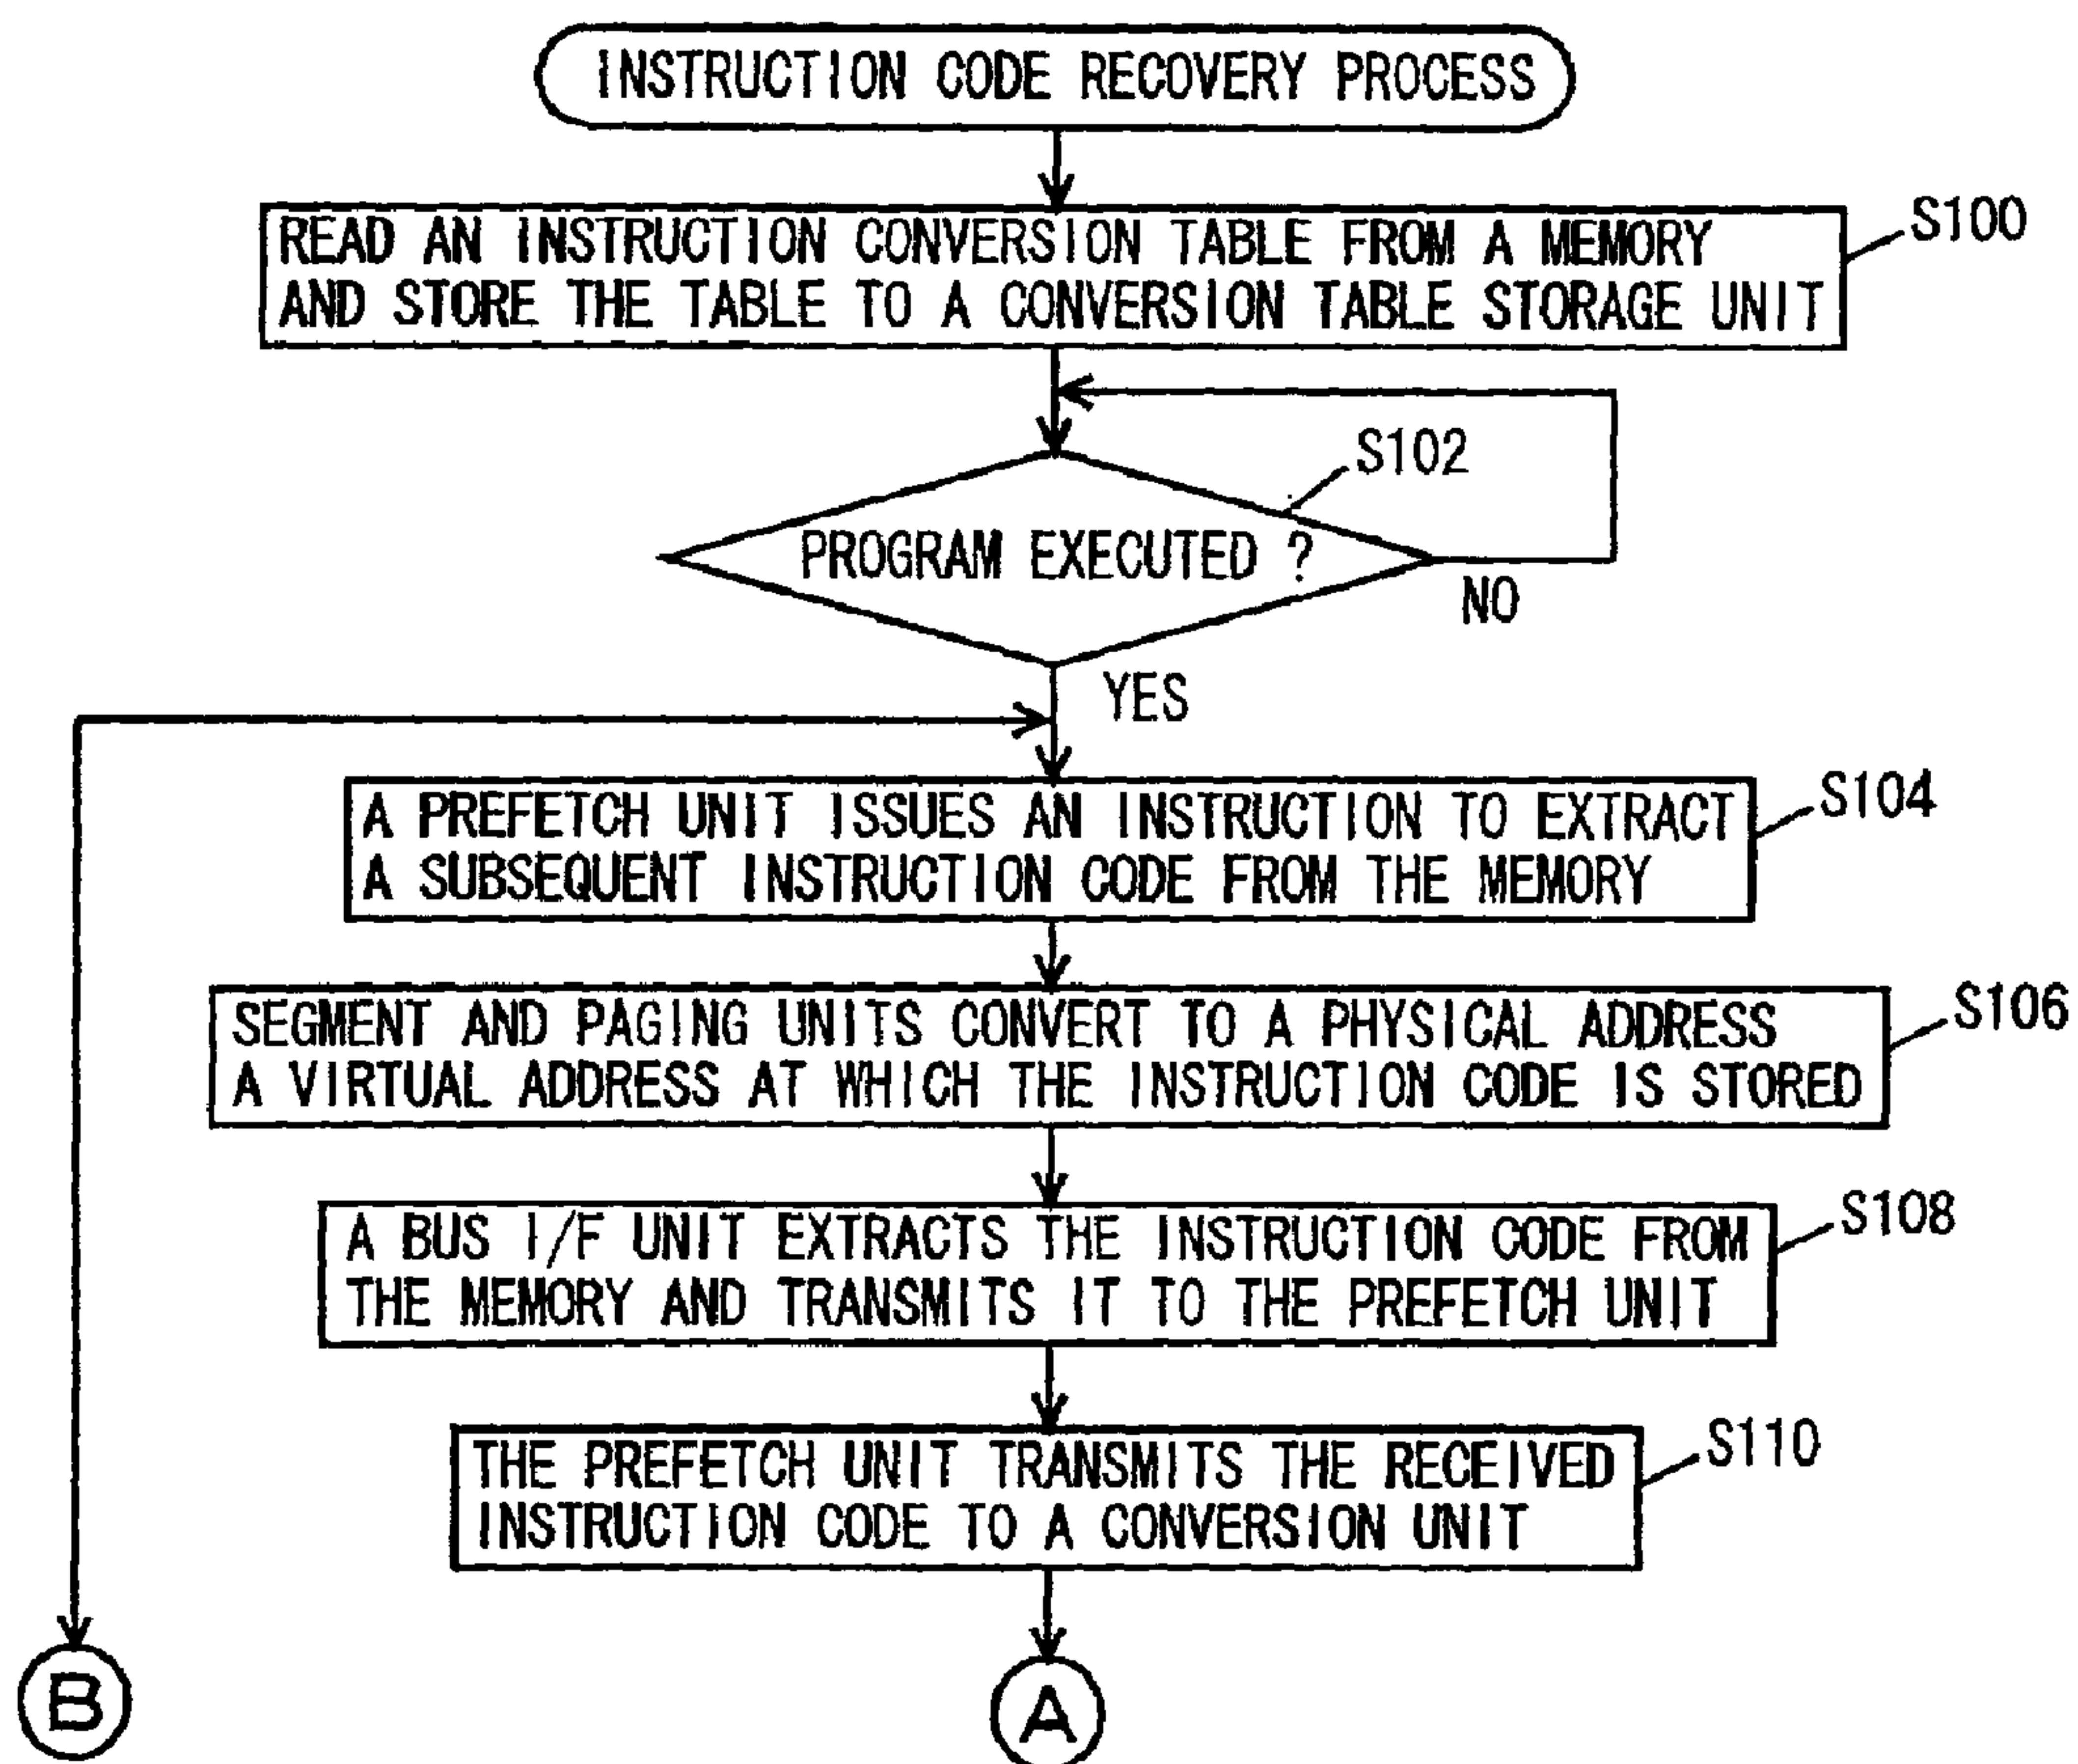 INSTRUCTION CODE RECOVERY PROCESS
READ AN INSTRUCTION CONVERSION TABLE FROM A MEMORY
AND STORE THE TABLE TO A CONVERSION TABLE STORAGE UNIT
S100
S102
PROGRAM EXECUTED ?
NO
YES
A PREFETCH UNIT ISSUES AN INSTRUCTION TO EXTRACT
A SUBSEQUENT INSTRUCTION CODE FROM THE MEMORY
S104
SEGMENT AND PAGING UNITS CONVERT TO A PHYSICAL ADDRESS
A VIRTUAL ADDRESS AT WHICH THE INSTRUCTION CODE IS STORED
S106
A BUS I/F UNIT EXTRACTS THE INSTRUCTION CODE FROM
THE MEMORY AND TRANSMITS IT TO THE PREFETCH UNIT
S108
THE PREFETCH UNIT TRANSMITS THE RECEIVED
INSTRUCTION CODE TO A CONVERSION UNIT
S110
B
A